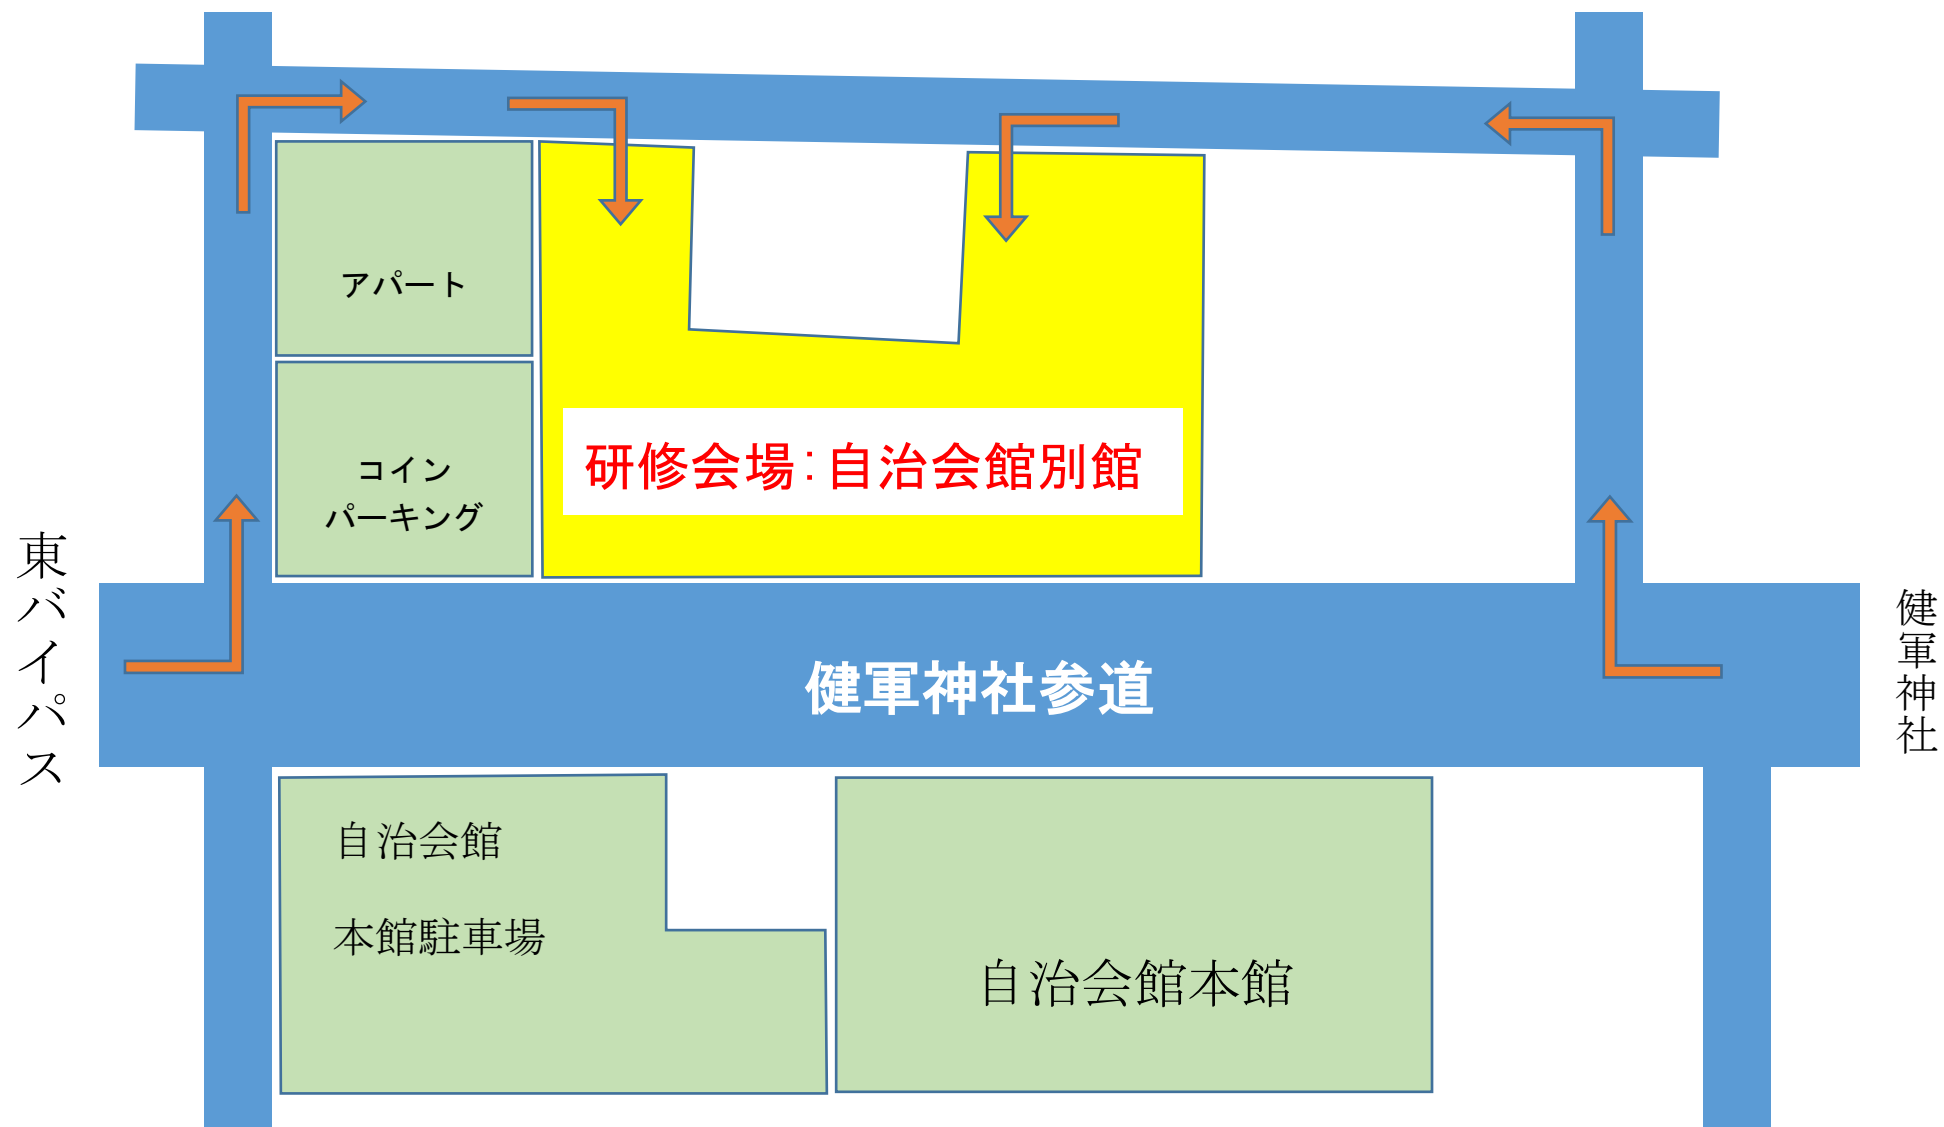 アパート
コイン
パーキング
研修会場：自治会館別館
東バイパス
健軍神社参道
健軍神社
自治会館
本館駐車場
自治会館本館